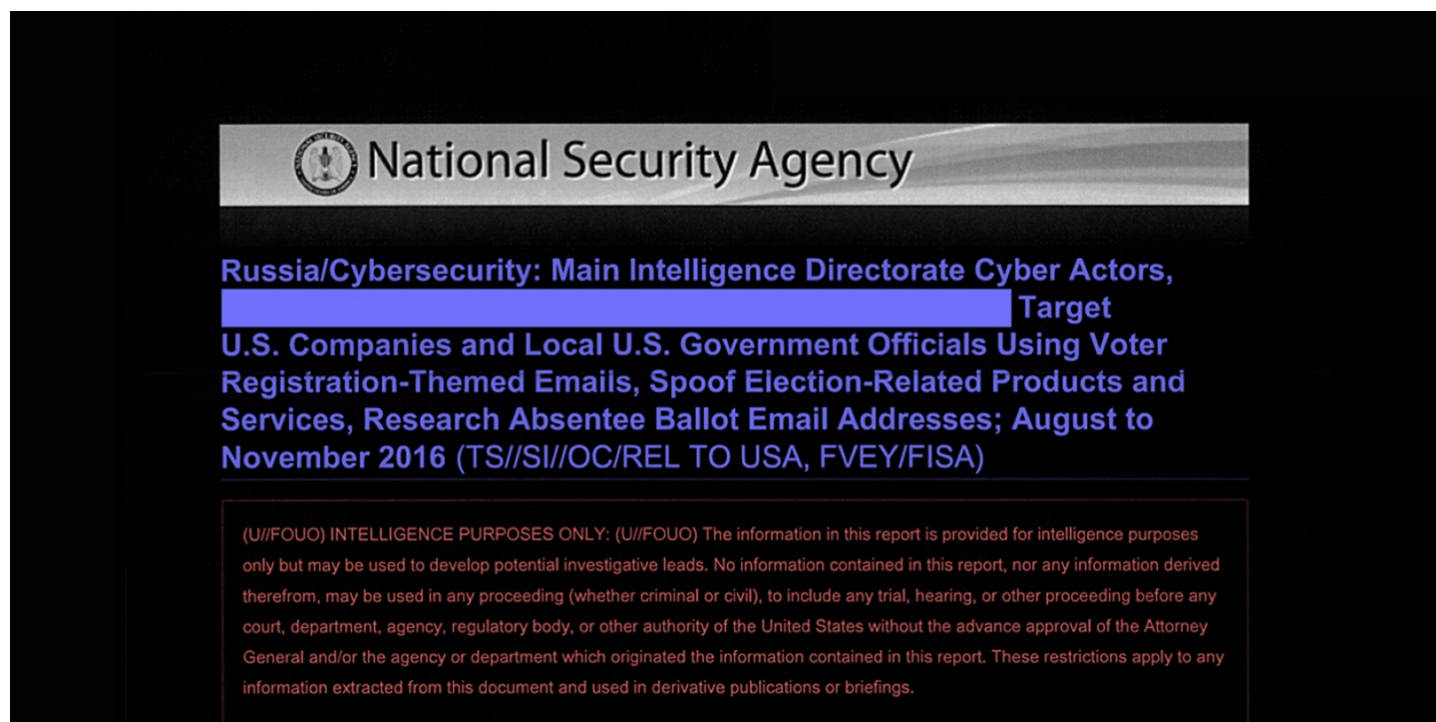 National Security Agency
Russia/Cybersecurity: Main Intelligence Directorate Cyber Actors,
Target
U.S. Companies and Local U.S. Government Officials Using Voter
Registration-Themed Emails, Spoof Election-Related Products and
Services, Research Absentee Ballot Email Addresses; August to
November 2016 (TS//SI//OC/REL TO USA, FVEY/FISA)
(U//FOUO) INTELLIGENCE PURPOSES ONLY: (U//FOUO) The information in this report is provided for intelligence purposes
only but may be used to develop potential investigative leads. No information contained in this report, nor any information derived
therefrom, may be used in any proceeding (whether criminal or civil), to include any trial, hearing, or other proceeding before any
court, department, agency, regulatory body, or other authority of the United States without the advance approval of the Attorney
General and/or the agency or department which originated the information contained in this report. These restrictions apply to any
information extracted from this document and used in derivative publications or briefings.